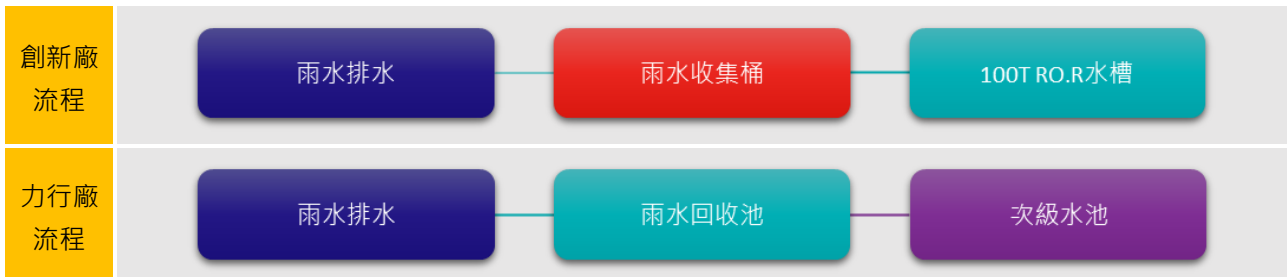 創新廠
流程
雨水排水
雨水收集桶
100T RO.R水槽
力行廠
流程
雨水排水
雨水回收池
次級水池